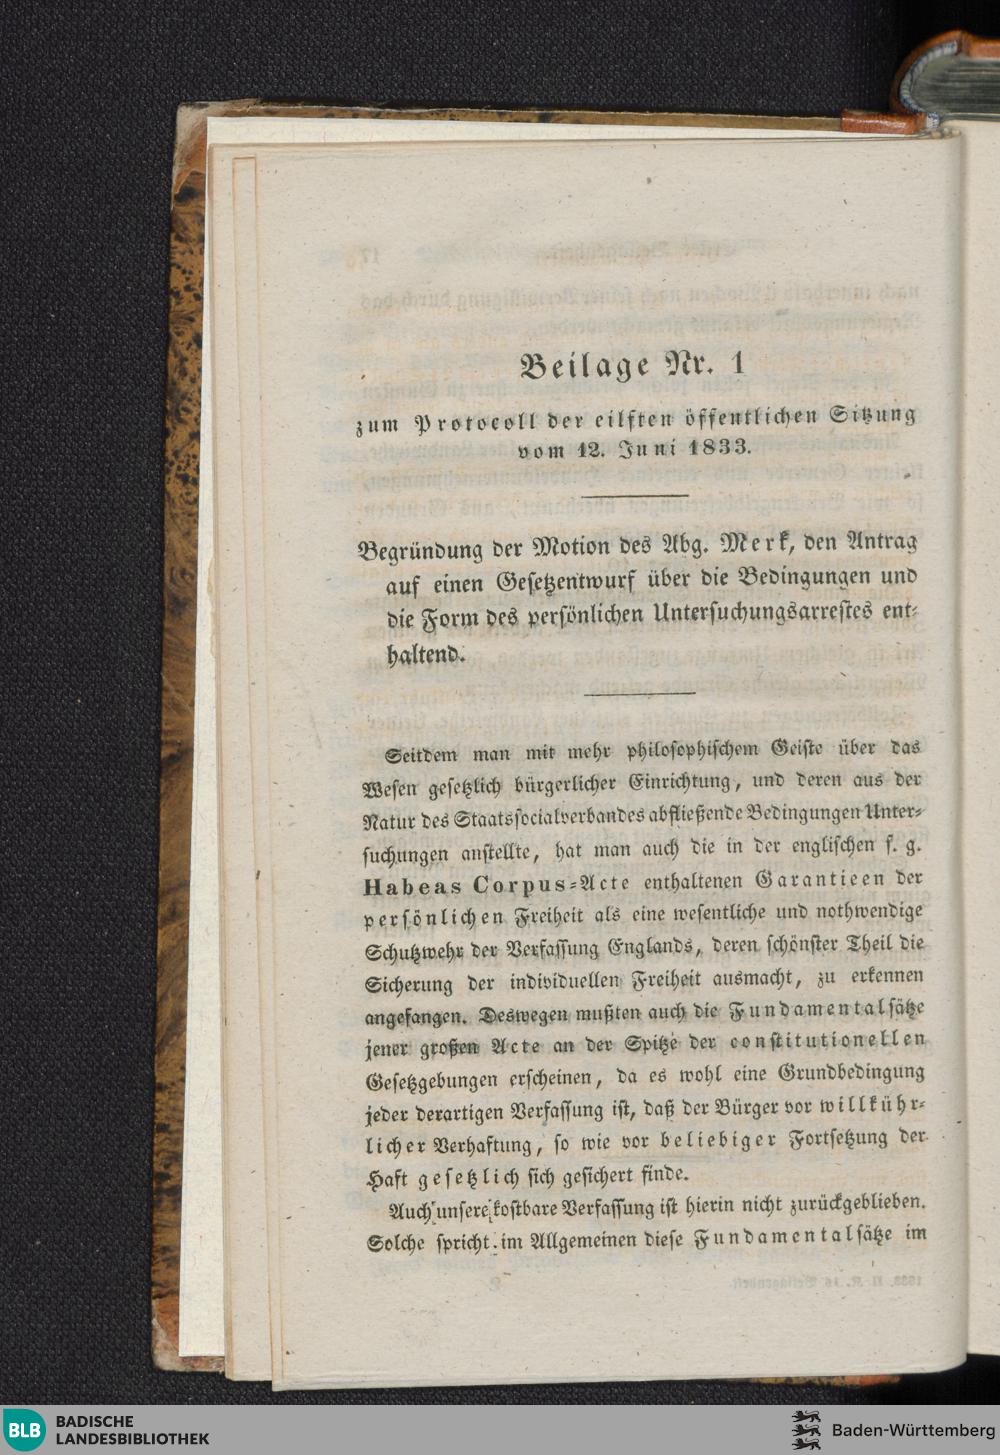 Beilage Nr. 1
zum Protocoll der eilften öffentlichen Sitzung
vom 12. Juni 1833.
Begründung der Motion des Abg. Merk, den Antrag
auf einen Gesetzentwurf über die Bedingungen und
die Form des persönlichen Untersuchungsarrestes ent-
haltend.
Seitdem man mit mehr philosophischem Geiste über das
Wesen gesetzlich bürgerlicher Einrichtung, und deren aus der
Natur des Staatssocialverbandes abfließende Bedingungen Unter-
suchungen anstellte, hat man auch die in der englischen s. g.
Habeas Corpus-Acte enthaltenen Garantieen der
persönlichen Freiheit als eine wesentliche und nothwendige
Schutzwehr der Verfassung Englands, deren schönster Theil die
Sicherung der individuellen Freiheit ausmacht, zu erkennen
angefangen. Deswegen mußten auch die Fundamentalsätze
jener großen Acte an der Spitze der constitutionellen
Gesetzgebungen erscheinen, da es wohl eine Grundbedingung
jeder derartigen Verfassung ist, daß der Bürger vor willkühr-
licher Verhaftung, so wie vor beliebiger Fortsetzung der
Haft gesetzlich sich gesichert finde.
Auch unsere kostbare Verfassung ist hierin nicht zurückgeblieben.
Solche spricht im Allgemeinen diese Fundamentalsätze im
BLB BADISCHE
LANDESBIBLIOTHEK
Baden-Württemberg